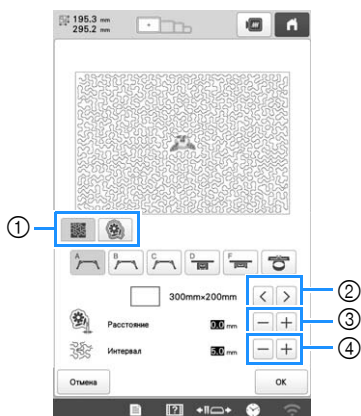 195.3 mm
295.2 mm
①
A B C D F
300mm×200mm
②
Расстояние 0.0 mm
③
Интервал 5.0 mm
④
Отмена OK